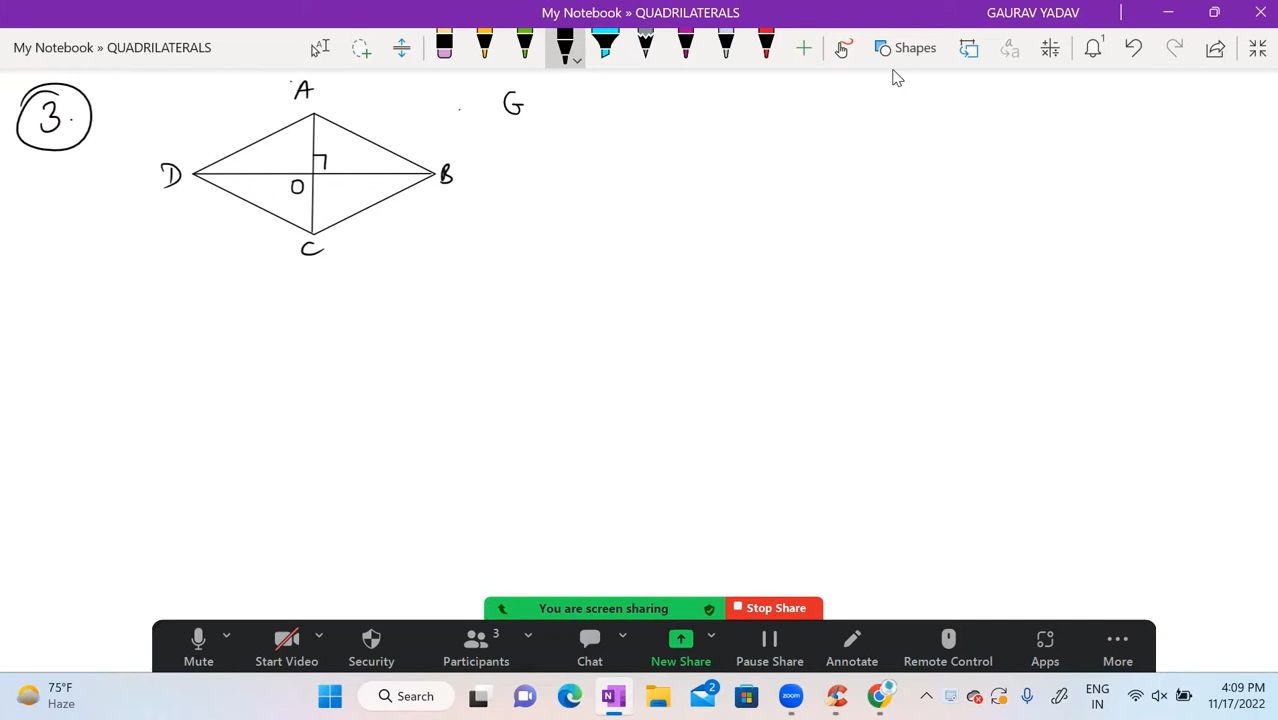 My Notebook » QUADRILATERALS
GAURAV YADAV
My Notebook » QUADRILATERALS
Shapes
1
3.
A
G
D
B
O
C
You are screen sharing
Stop Share
3
Mute
Start Video
Security
Participants
Chat
New Share
Pause Share
Annotate
Remote Control
Apps
More
75°F
Haze
Search
2
ENG
IN
4:09 PM
11/17/2022